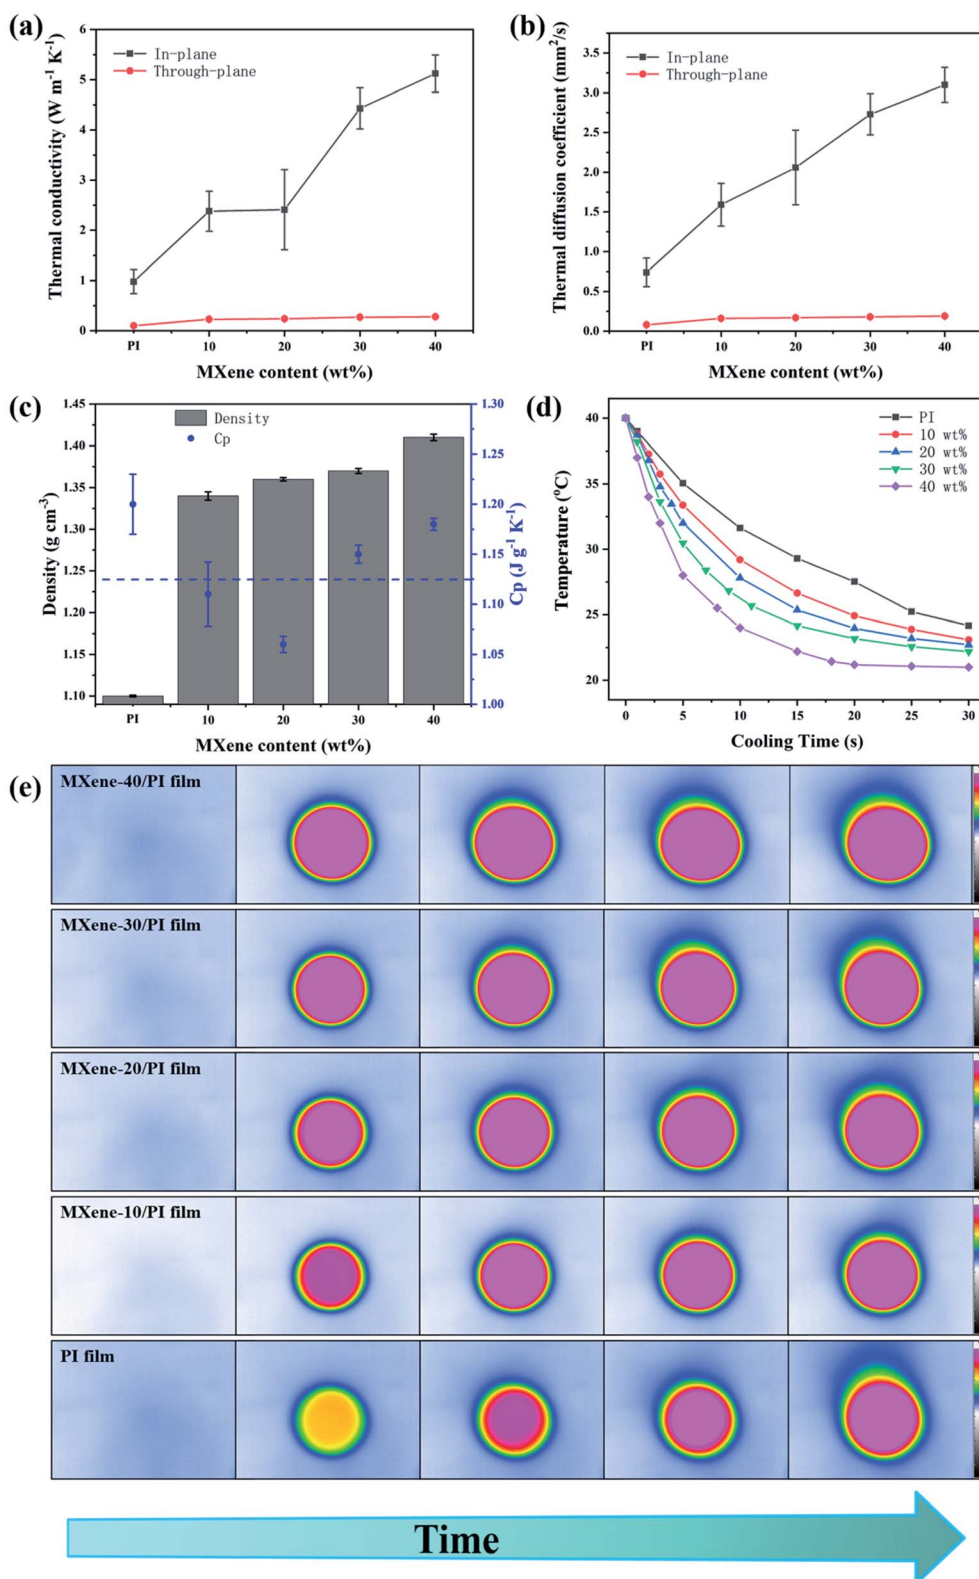 (a)
Thermal conductivity (W m⁻¹ K⁻¹)
6
5
4
3
2
1
0
In-plane
Through-plane
PI 10 20 30 40
MXene content (wt%)
(b)
Thermal diffusion coefficient (mm²/s)
3.5
3.0
2.5
2.0
1.5
1.0
0.5
0.0
In-plane
Through-plane
PI 10 20 30 40
MXene content (wt%)
(c)
Density (g cm⁻³)
1.45
1.40
1.35
1.30
1.25
1.20
1.15
1.10
Density
Cp
1.30
1.25
1.20
1.15
1.10
1.05
1.00
Cp (J g⁻¹ K⁻¹)
PI 10 20 30 40
MXene content (wt%)
(d)
Temperature (°C)
40
35
30
25
20
PI
10 wt%
20 wt%
30 wt%
40 wt%
0 5 10 15 20 25 30
Cooling Time (s)
(e)
MXene-40/PI film
MXene-30/PI film
MXene-20/PI film
MXene-10/PI film
PI film
Time